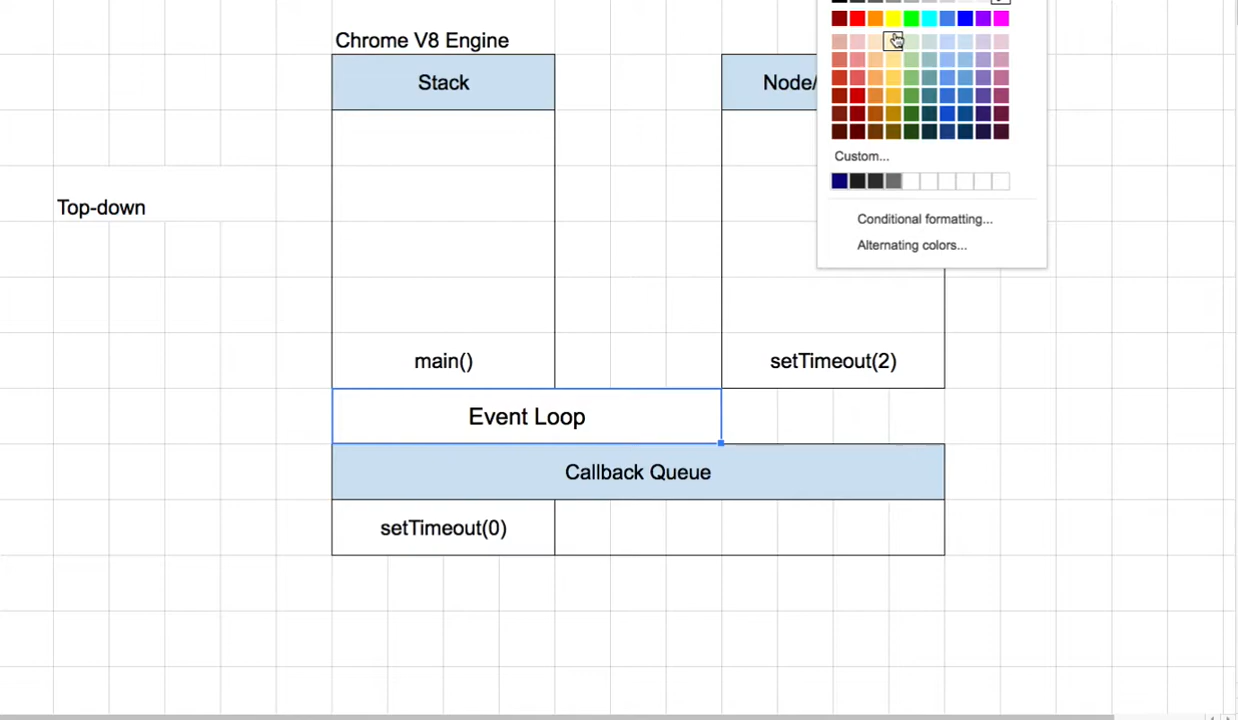 Chrome V8 Engine
Stack
Node/
Custom...
Top-down
Conditional formatting...
Alternating colors...
main()
setTimeout(2)
Event Loop
Callback Queue
setTimeout(0)